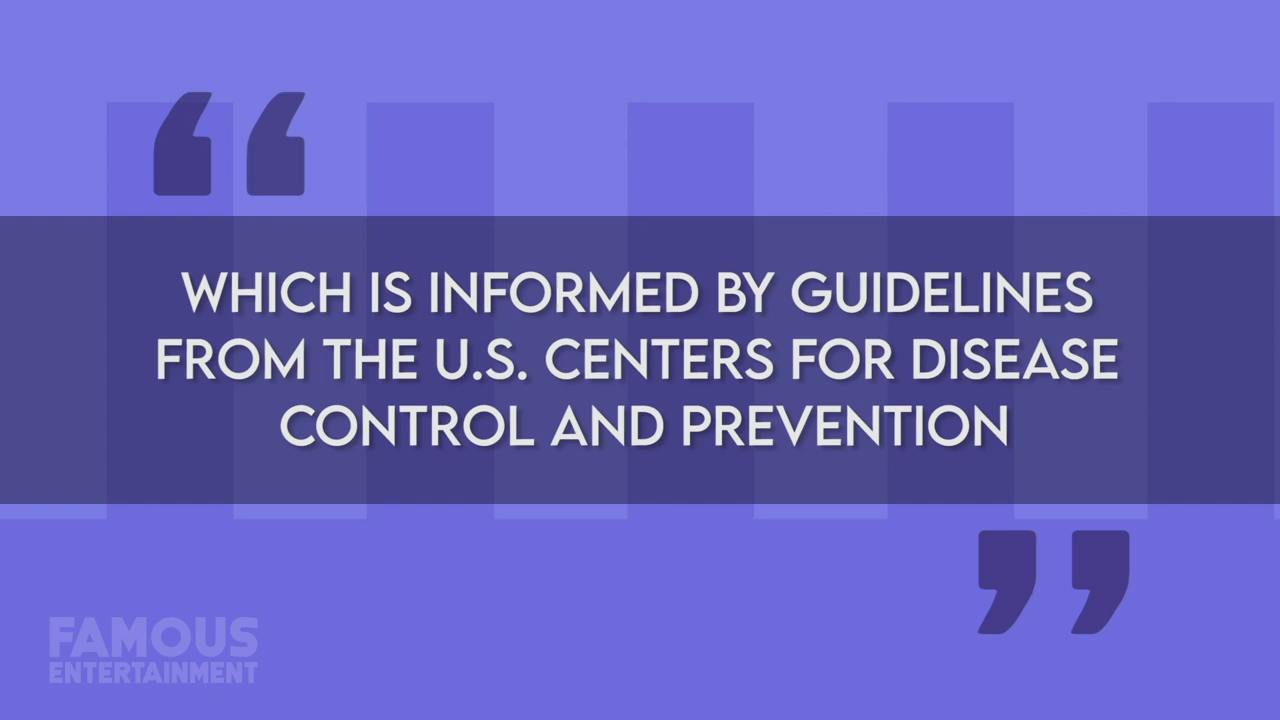 “
WHICH IS INFORMED BY GUIDELINES
FROM THE U.S. CENTERS FOR DISEASE
CONTROL AND PREVENTION
”
FAMOUS
ENTERTAINMENT